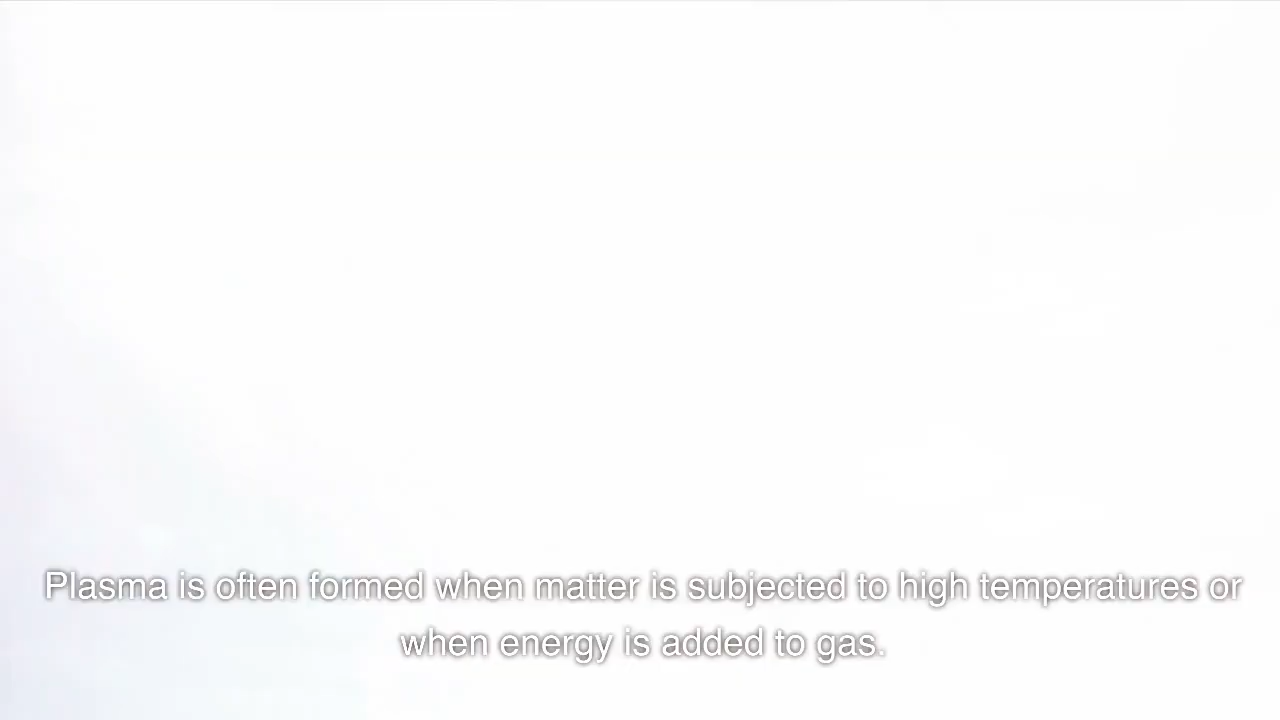 Plasma is often formed when matter is subjected to high temperatures or
when energy is added to gas.